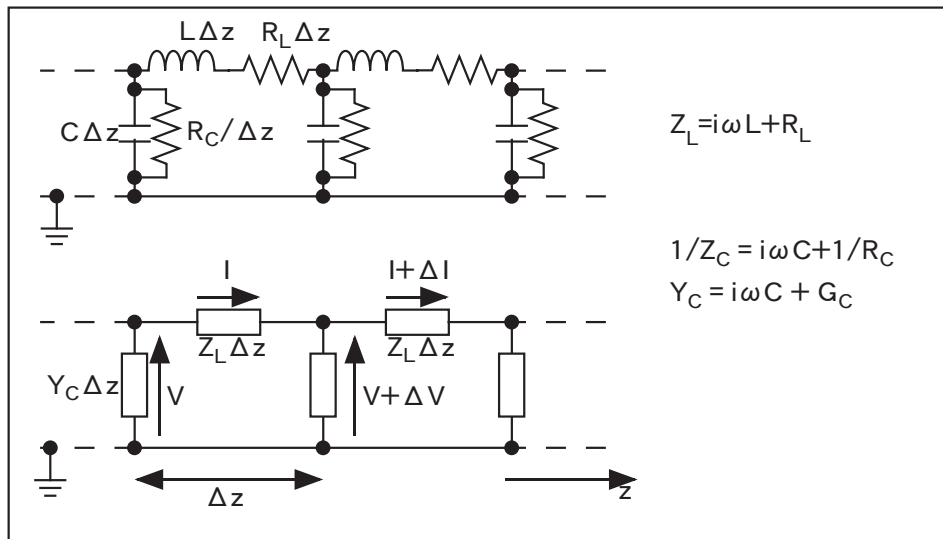 LΔz R_LΔz
CΔz R_C/Δz
Z_L=iωL+R_L
1/Z_C = iωC+1/R_C
Y_C = iωC + G_C
I I+ΔI
Z_LΔz Z_LΔz
Y_CΔz V V+ΔV
Δz z